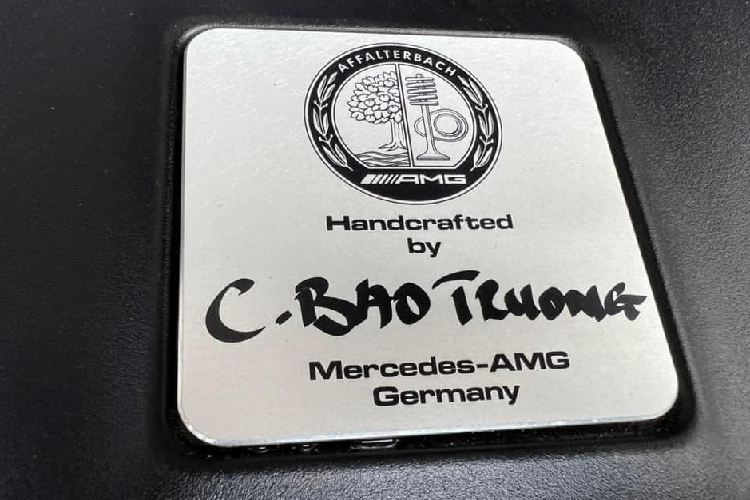 AFFALTERBACH
AMG
Handcrafted
by
C. BAO TRUONG
Mercedes-AMG
Germany